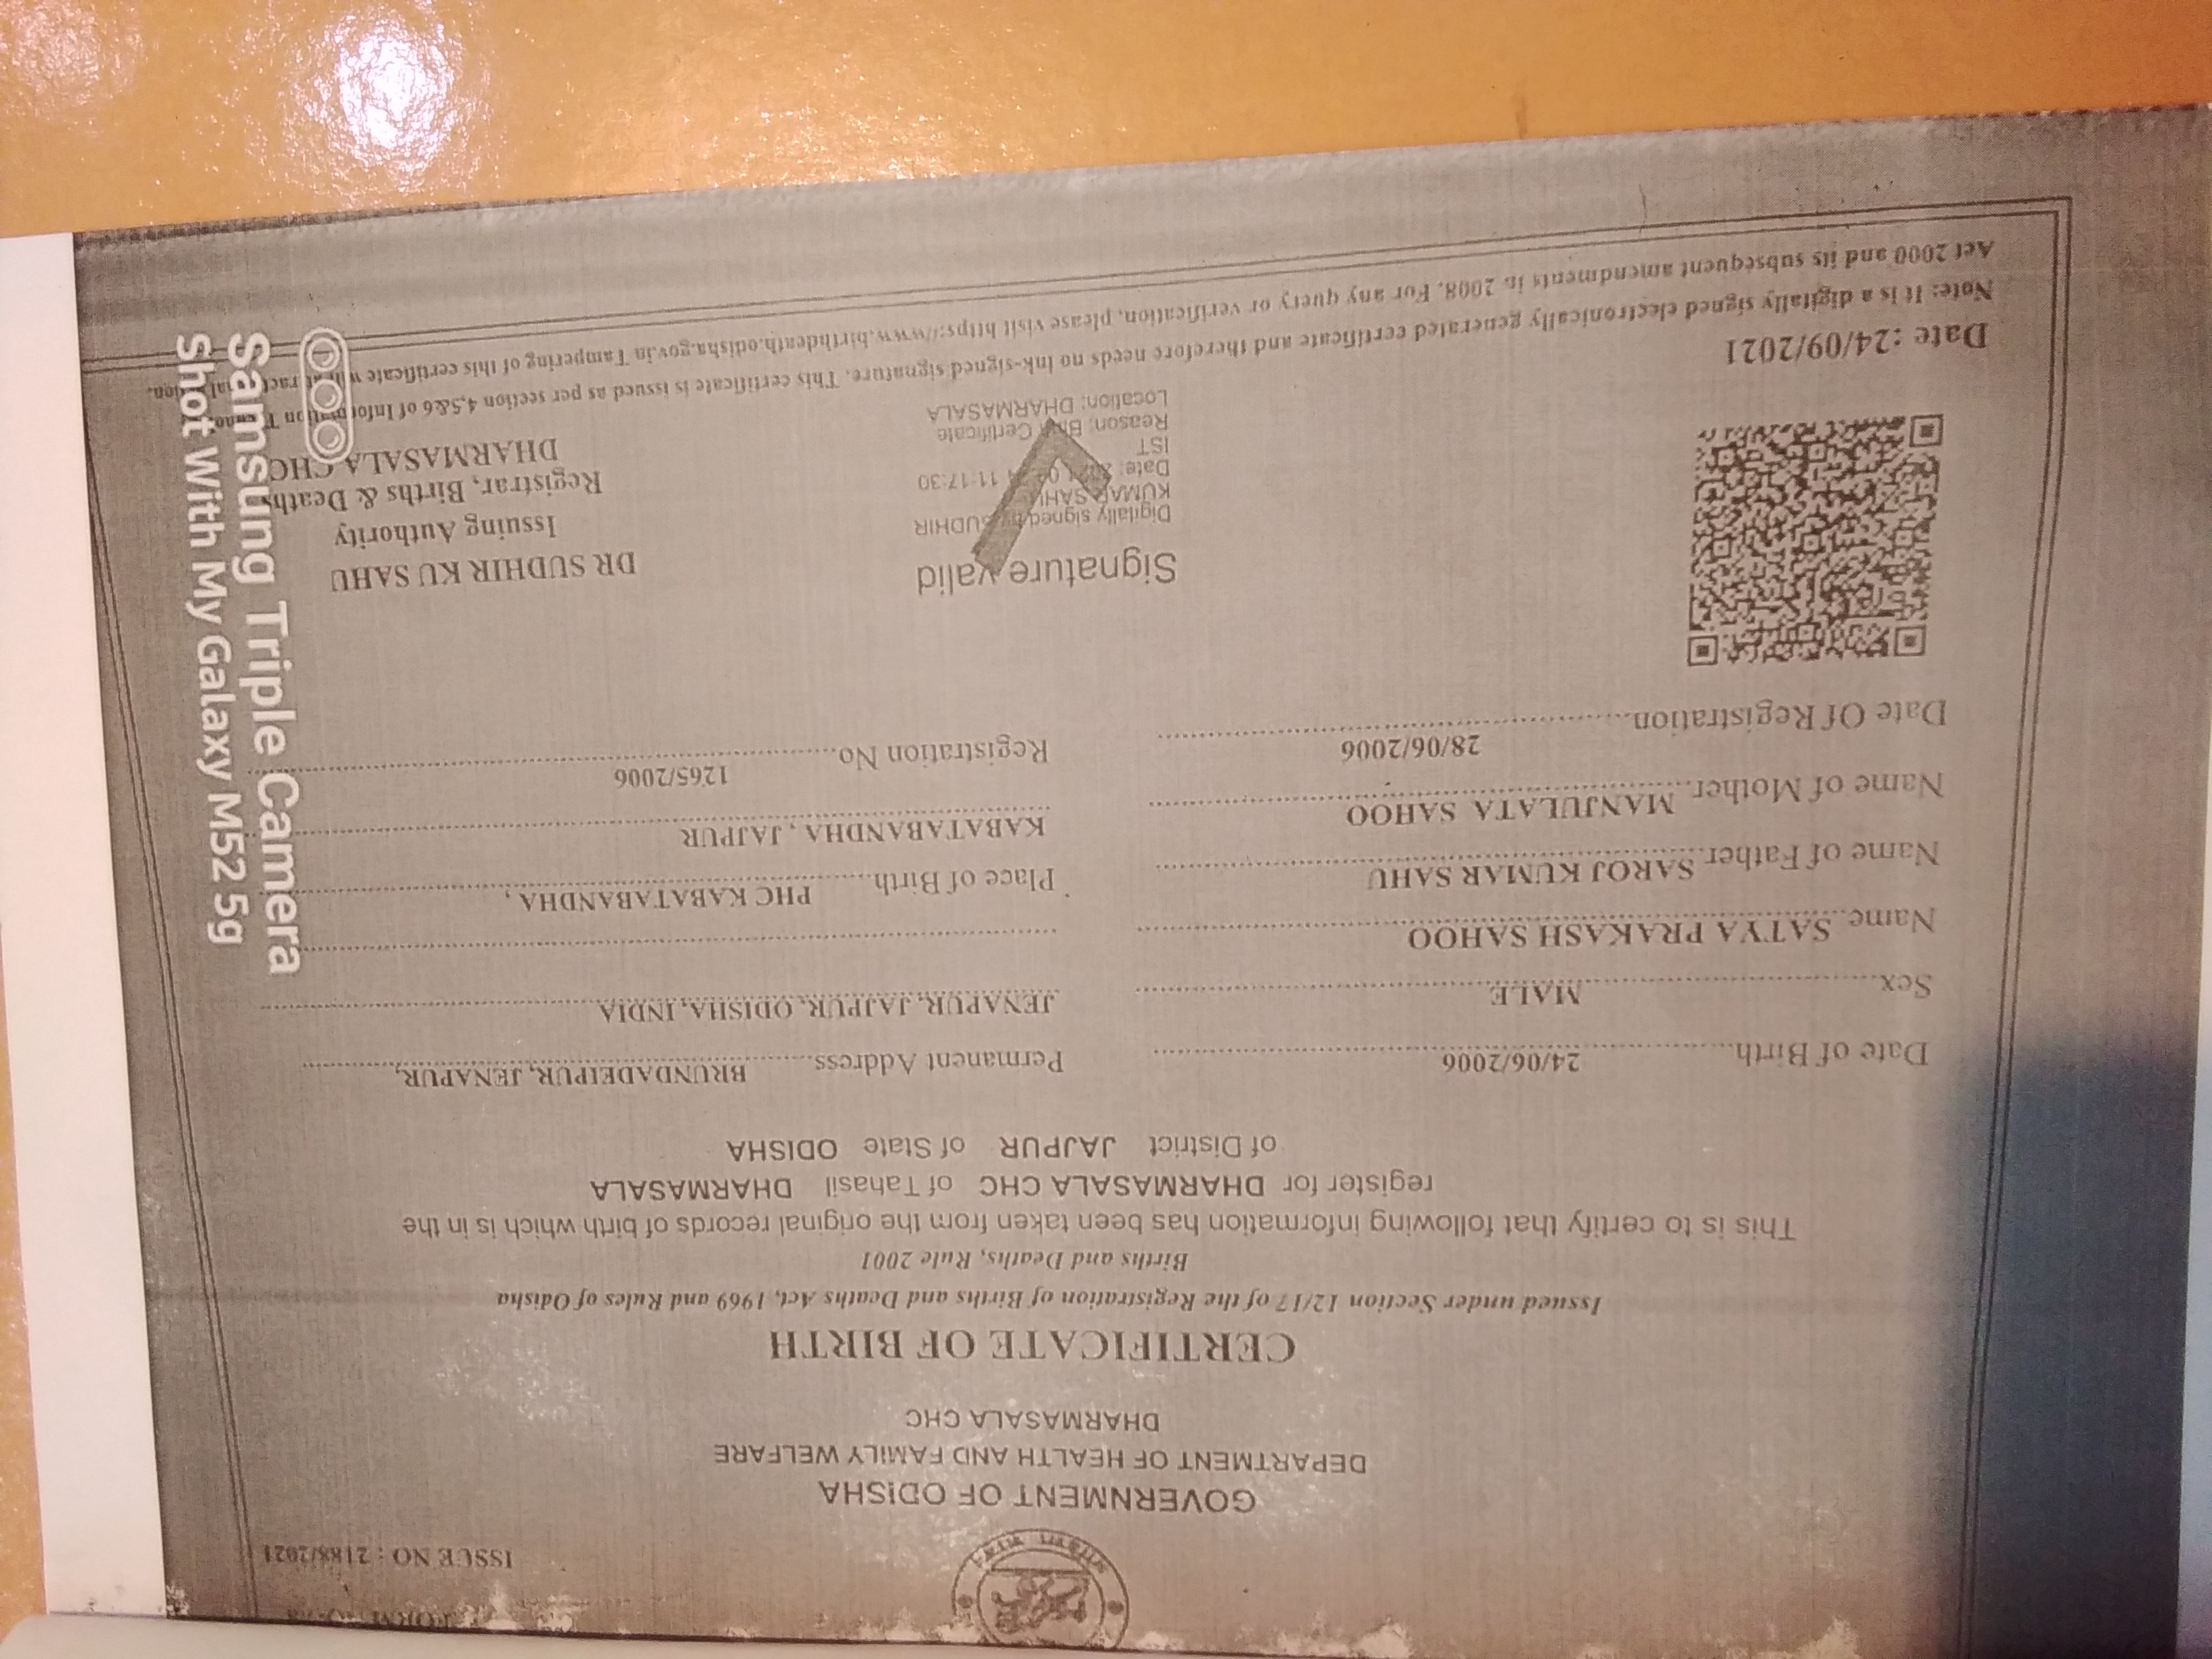 ISSUE NO : 2188/2021
GOVERNMENT OF ODISHA
DEPARTMENT OF HEALTH AND FAMILY WELFARE
DHARMASALA CHC
CERTIFICATE OF BIRTH
Issued under Section 12/17 of the Registration of Births and Deaths Act, 1969 and Rules of Odisha
Births and Deaths, Rule 2001
This is to certify that following information has been taken from the original records of birth which is in the
register for DHARMASALA CHC of Tahasil DHARMASALA
of District JAJPUR of State ODISHA
Date of Birth 24/06/2006
Permanent Address BRUNDADEIPUR, JENAPUR,
Sex MALE
JENAPUR, JAJPUR, ODISHA, INDIA
Name SATYA PRAKASH SAHOO
Name of Father SAROJ KUMAR SAHU
Place of Birth PHC KABATABANDHA,
Name of Mother MANJULATA SAHOO
KABATABANDHA, JAJPUR
Date Of Registration 28/06/2006
Registration No 1265/2006
Signature valid
Digitally signed by SUDHIR
KUMAR SAHU
Date: 11:17:30
IST
Reason: Birth Certificate
Location: DHARMASALA
DR SUDHIR KU SAHU
Issuing Authority
Registrar, Births & Deaths
DHARMASALA CHC
Date :24/09/2021
Note: It is a digitally signed electronically generated certificate and therefore needs no Ink-signed signature. This certificate is issued as per section 4,5&6 of Information
Act 2000 and its subsequent amendments in 2008. For any query or verification, please visit https://www.birthdeath.odisha.gov.in Tampering of this certificate will
Samsung Triple Camera
Shot with My Galaxy M52 5g